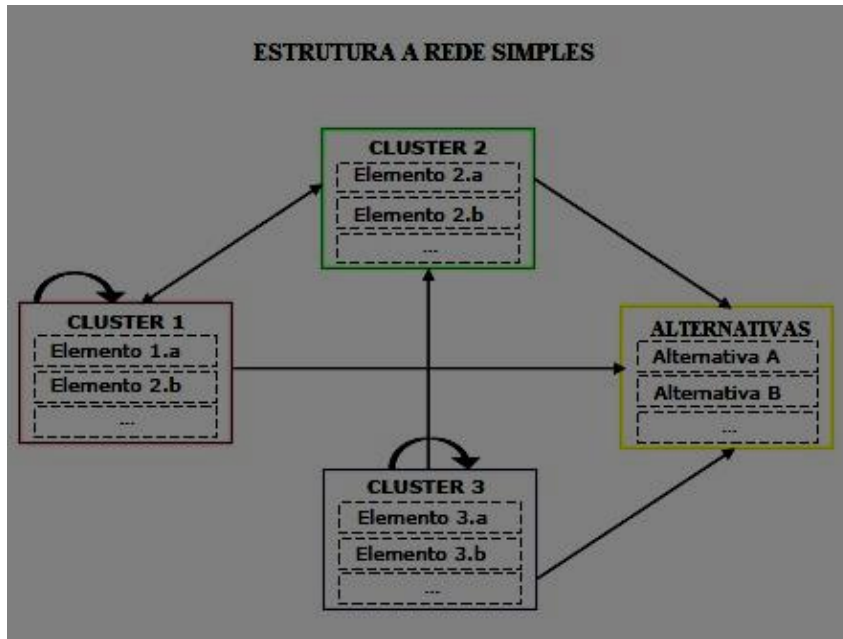 ESTRUTURA A REDE SIMPLES
CLUSTER 2
Elemento 2.a
Elemento 2.b
...
CLUSTER 1
Elemento 1.a
Elemento 2.b
...
ALTERNATIVAS
Alternativa A
Alternativa B
...
CLUSTER 3
Elemento 3.a
Elemento 3.b
...